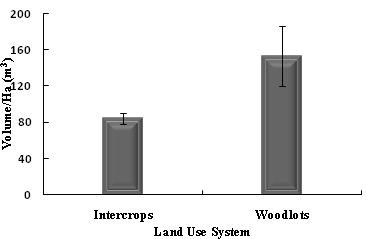 200
160
120
80
40
0
Volume/Ha (m³)
Intercrops Woodlots
Land Use System